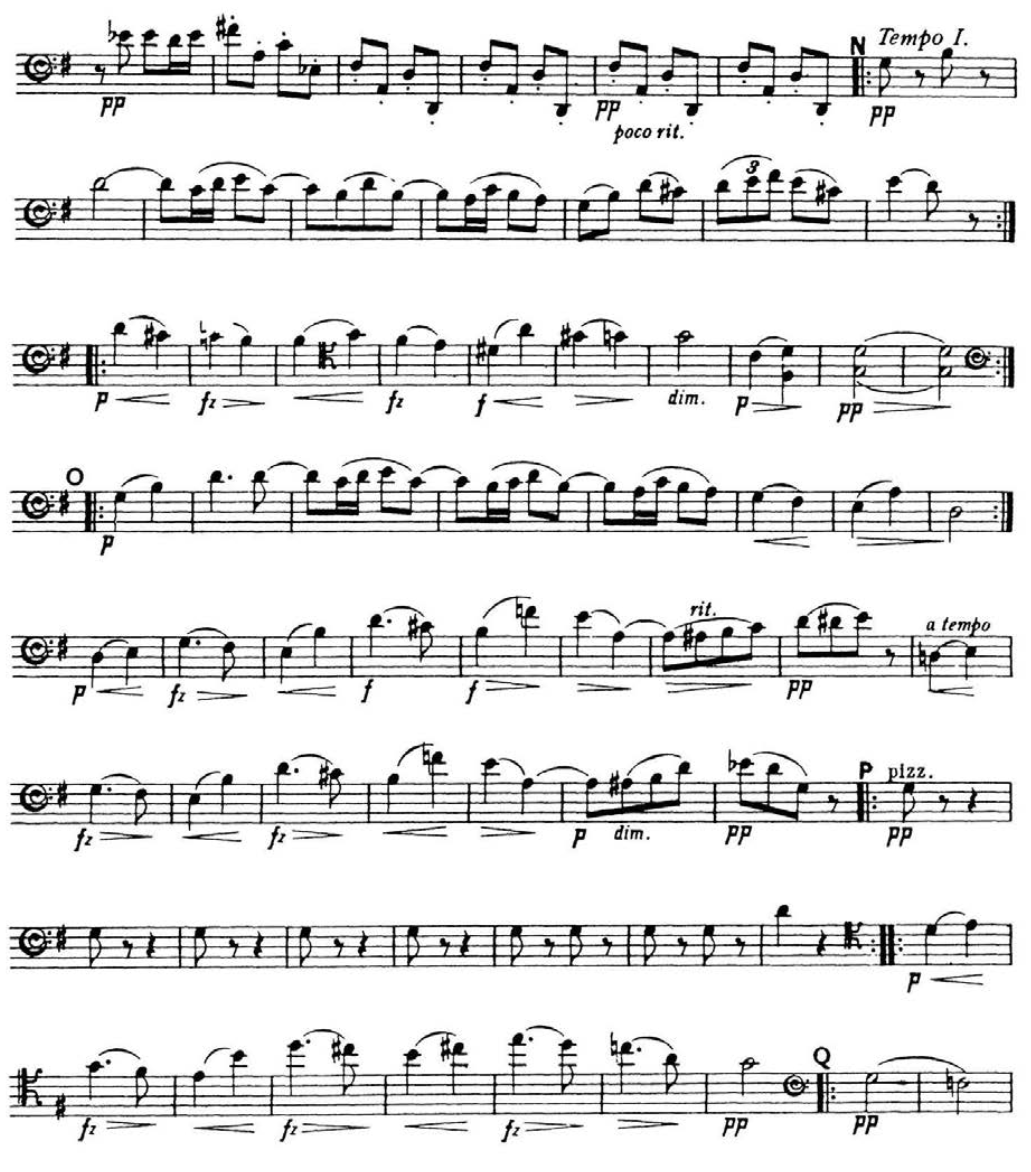 N Tempo I.
pp pp pp
poco rit.
3
p fz fz f dim. p pp
O
p
rit. a tempo
p fz f f pp
P pizz.
fz fz p dim. pp pp
p
Q
fz fz fz pp pp